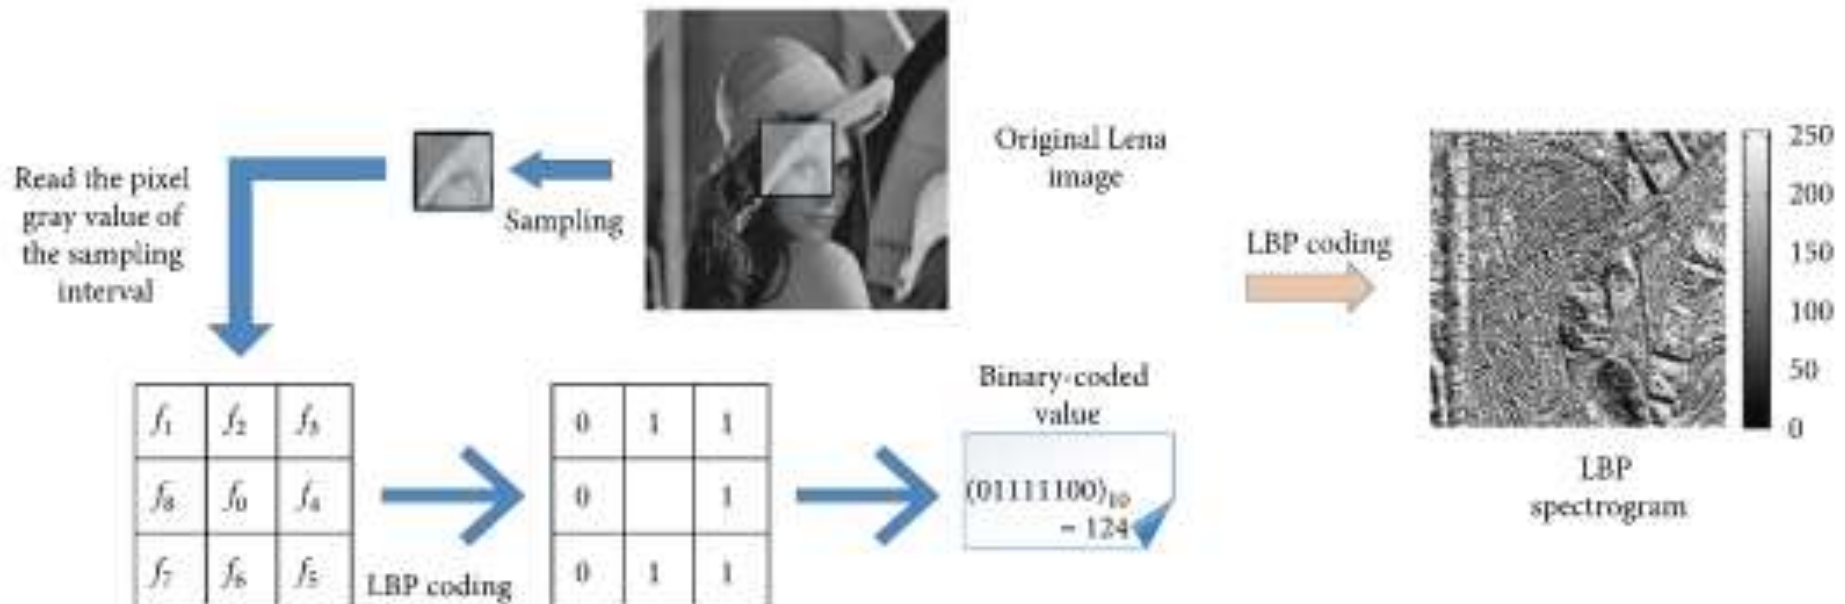 Original Lena
image
Sampling
Read the pixel
gray value of
the sampling
interval
f1 f2 f3
f8 f0 f4
f7 f6 f5
LBP coding
0 1 1
0 1
0 1 1
Binary-coded
value
(01111100)10
= 124
LBP coding
250
200
150
100
50
0
LBP
spectrogram